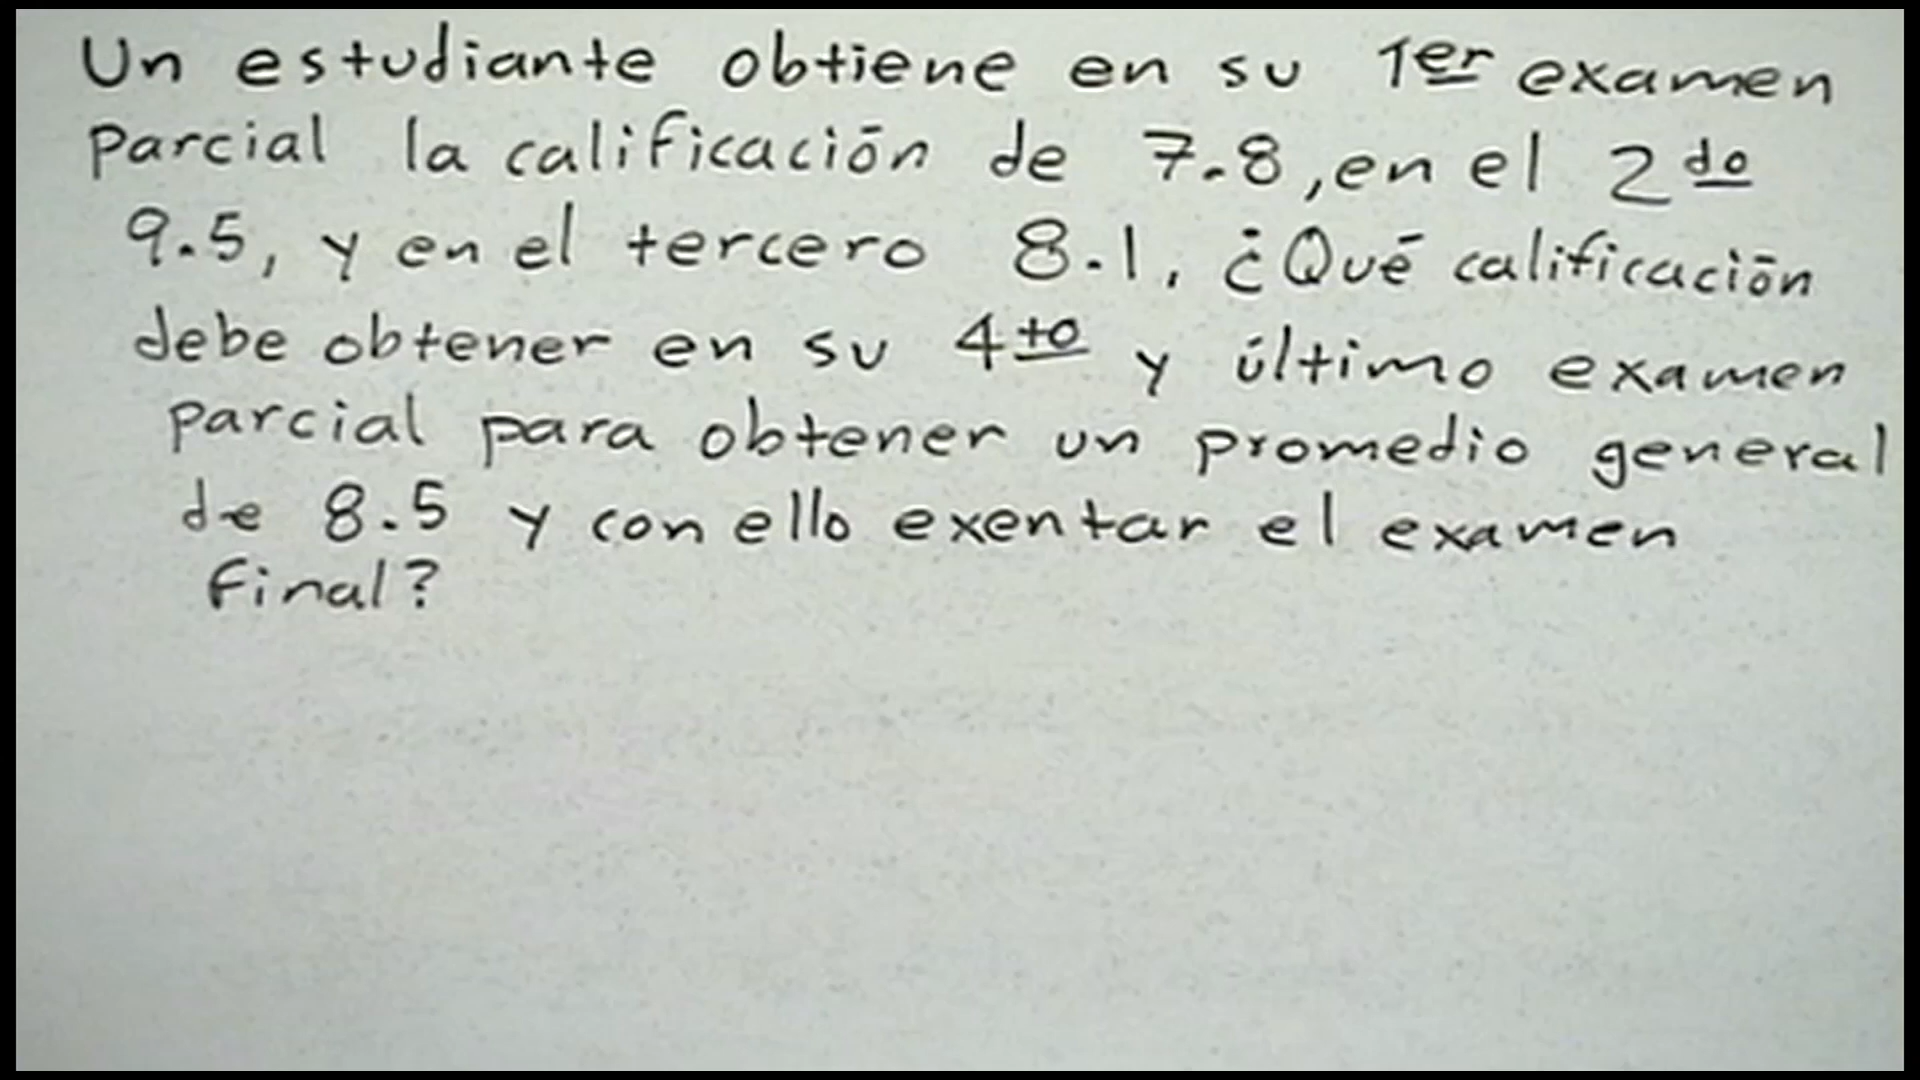 Un estudiante obtiene en su 1er examen
parcial la calificación de 7.8, en el 2do
9.5, y en el tercero 8.1, ¿Qué calificación
debe obtener en su 4to y último examen
parcial para obtener un promedio general
de 8.5 y con ello exentar el examen
final?